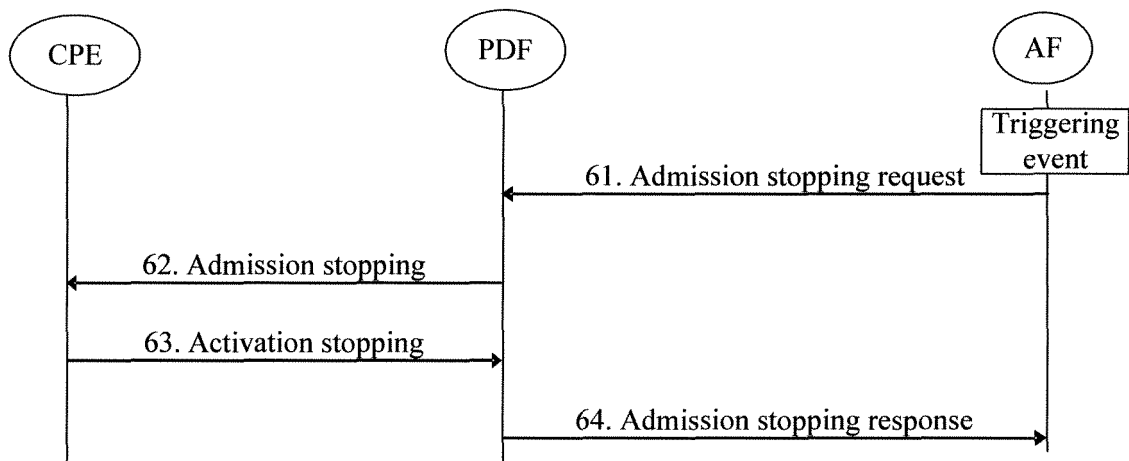 CPE
PDF
AF
Triggering
event
61. Admission stopping request
62. Admission stopping
63. Activation stopping
64. Admission stopping response